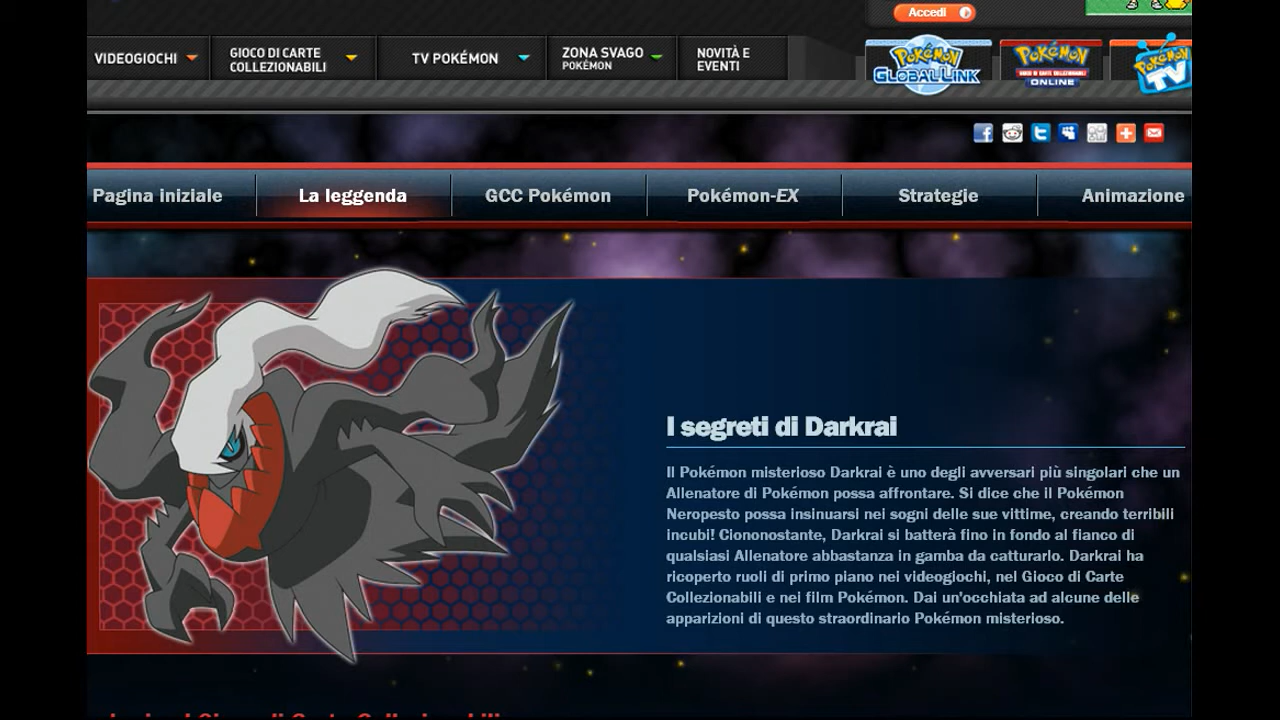 Accedi
VIDEOGIOCHI
GIOCO DI CARTE
COLLEZIONABILI
TV POKÉMON
ZONA SVAGO
POKÉMON
NOVITÀ E
EVENTI
POKéMON
GLOBAL LINK
POKéMON
GIOCO DI CARTE COLLEZIONABILI
ONLINE
POKéMON
TV
Pagina iniziale
La leggenda
GCC Pokémon
Pokémon-EX
Strategie
Animazione
I segreti di Darkrai
Il Pokémon misterioso Darkrai è uno degli avversari più singolari che un
Allenatore di Pokémon possa affrontare. Si dice che il Pokémon
Neropesto possa insinuarsi nei sogni delle sue vittime, creando terribili
incubi! Ciononostante, Darkrai si batterà fino in fondo al fianco di
qualsiasi Allenatore abbastanza in gamba da catturarlo. Darkrai ha
ricoperto ruoli di primo piano nei videogiochi, nel Gioco di Carte
Collezionabili e nei film Pokémon. Dai un'occhiata ad alcune delle
apparizioni di questo straordinario Pokémon misterioso.